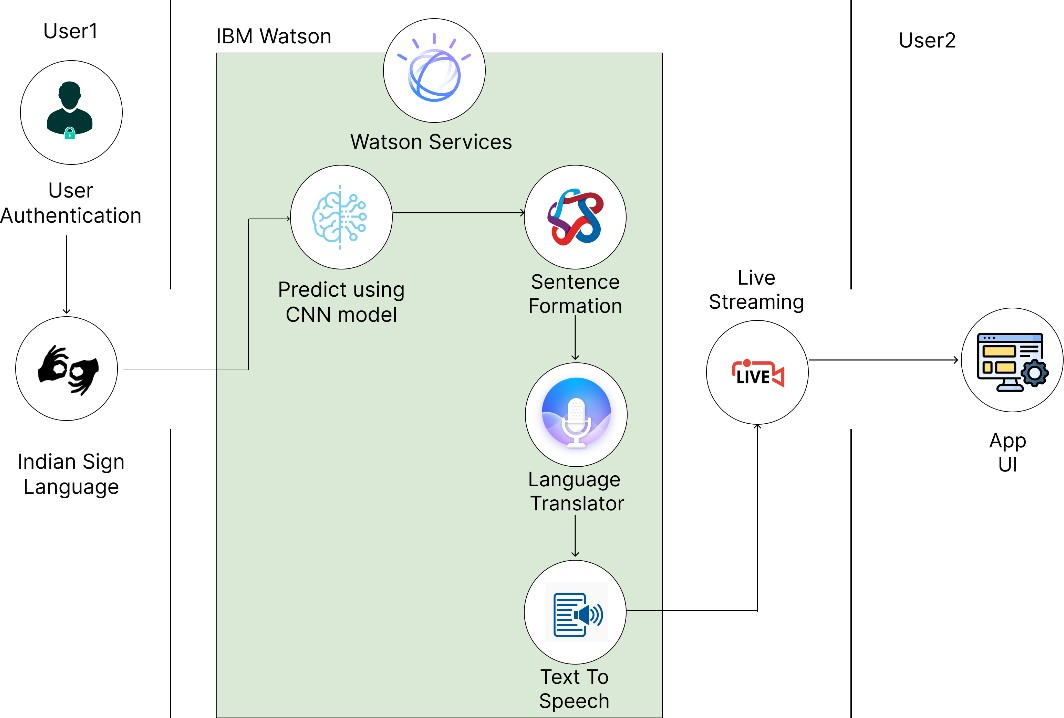 User1
User
Authentication
Indian Sign
Language
IBM Watson
Watson Services
Predict using
CNN model
Sentence
Formation
Language
Translator
Text To
Speech
Live
Streaming
LIVE
User2
App
UI